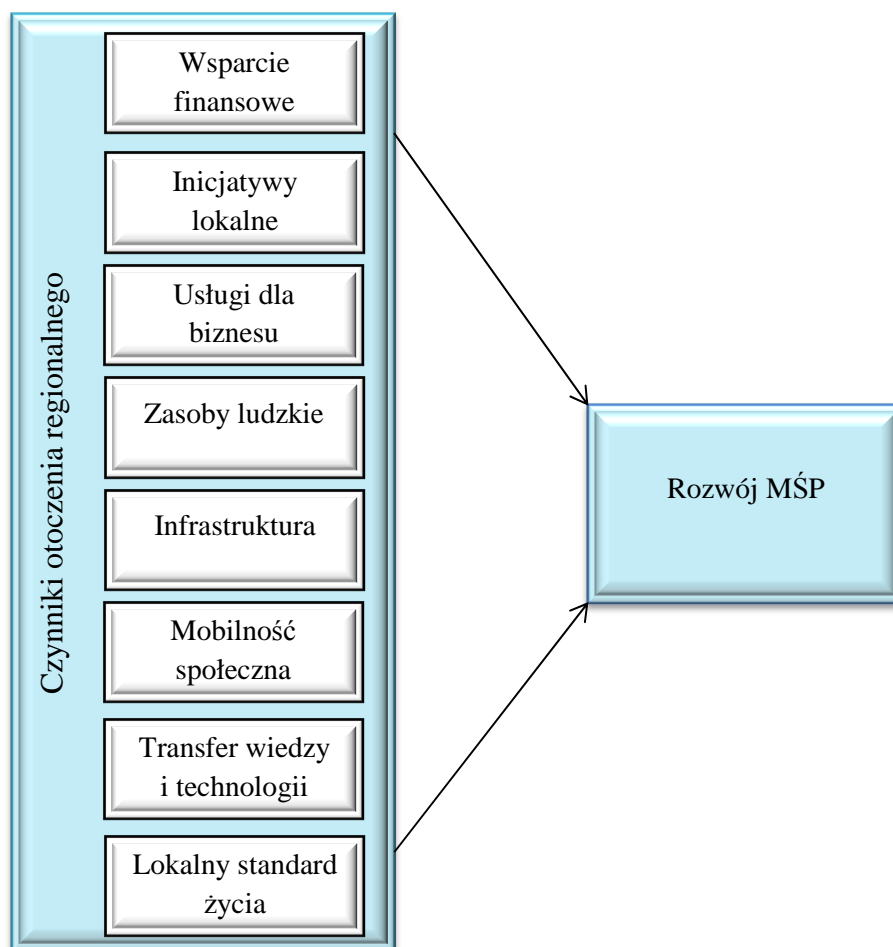 Czynniki otoczenia regionalnego
Wsparcie
finansowe
Inicjatywy
lokalne
Usługi dla
biznesu
Zasoby ludzkie
Infrastruktura
Mobilność
społeczna
Transfer wiedzy
i technologii
Lokalny standard
życia
Rozwój MŚP